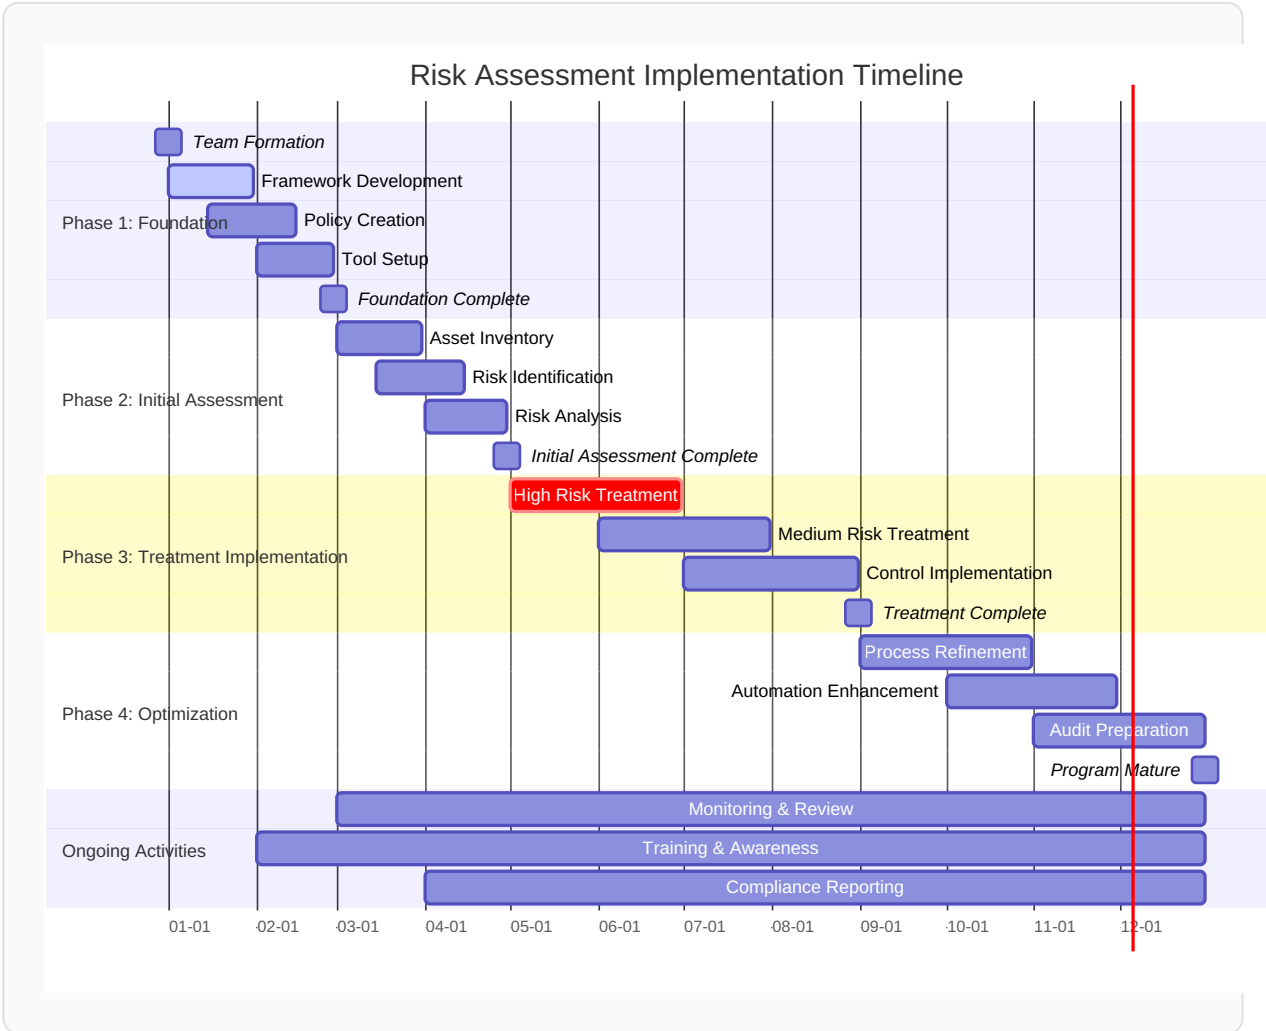 Risk Assessment Implementation Timeline
Team Formation
Framework Development
Phase 1: Foundation
Policy Creation
Tool Setup
Foundation Complete
Asset Inventory
Risk Identification
Phase 2: Initial Assessment
Risk Analysis
Initial Assessment Complete
High Risk Treatment
Medium Risk Treatment
Phase 3: Treatment Implementation
Control Implementation
Treatment Complete
Process Refinement
Automation Enhancement
Phase 4: Optimization
Audit Preparation
Program Mature
Monitoring & Review
Ongoing Activities
Training & Awareness
Compliance Reporting
01-01 02-01 03-01 04-01 05-01 06-01 07-01 08-01 09-01 10-01 11-01 12-01